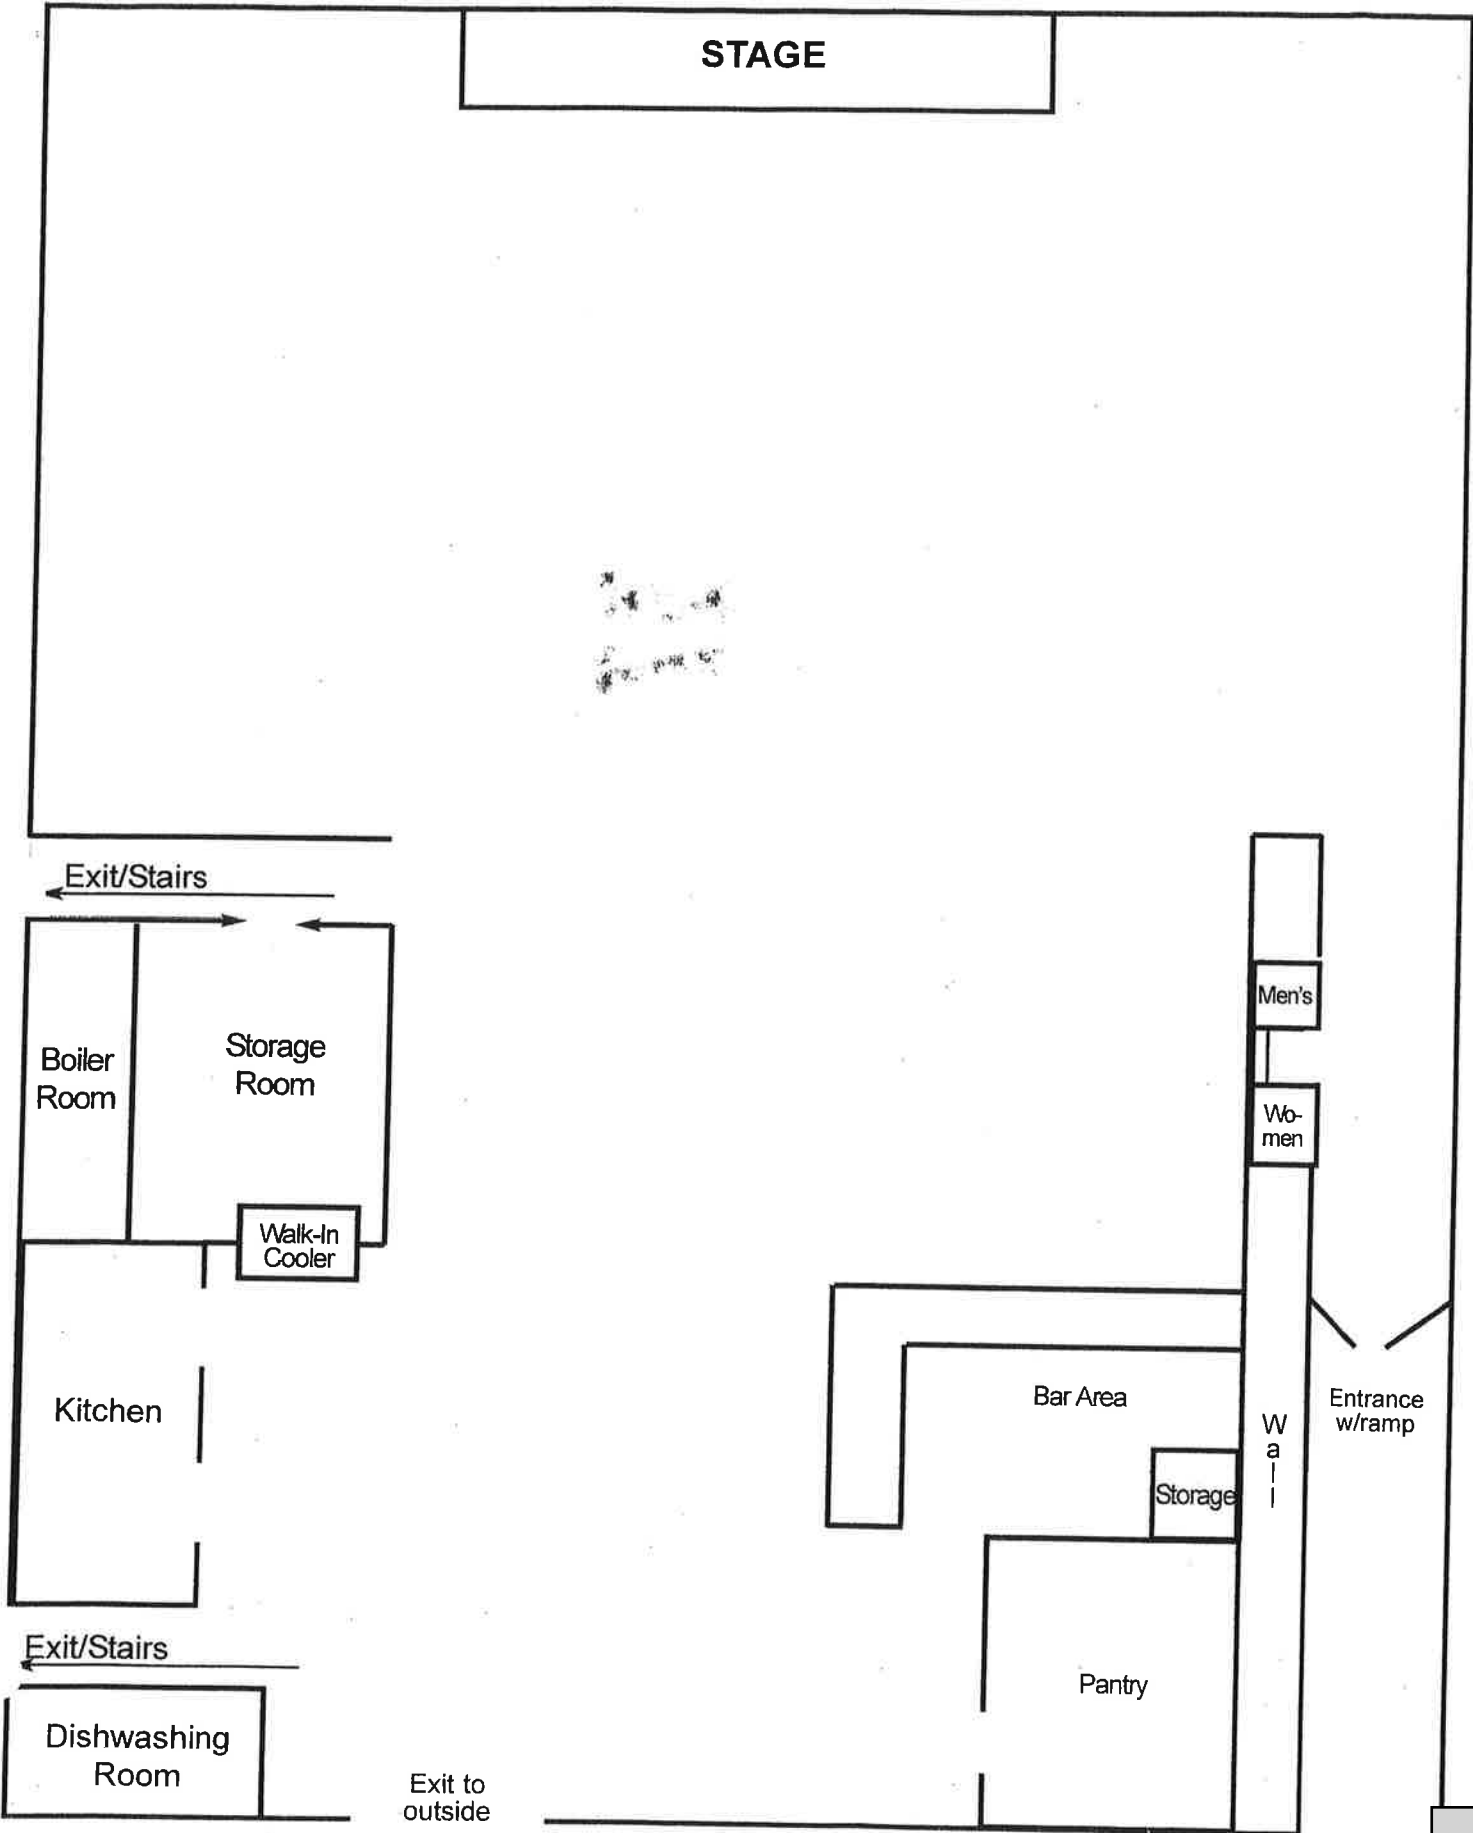 STAGE
Exit/Stairs
Boiler
Room
Storage
Room
Men's
Wo-
men
Walk-In
Cooler
Kitchen
Bar Area
Storage
W
a
l
l
Entrance
w/ramp
Exit/Stairs
Pantry
Dishwashing
Room
Exit to
outside